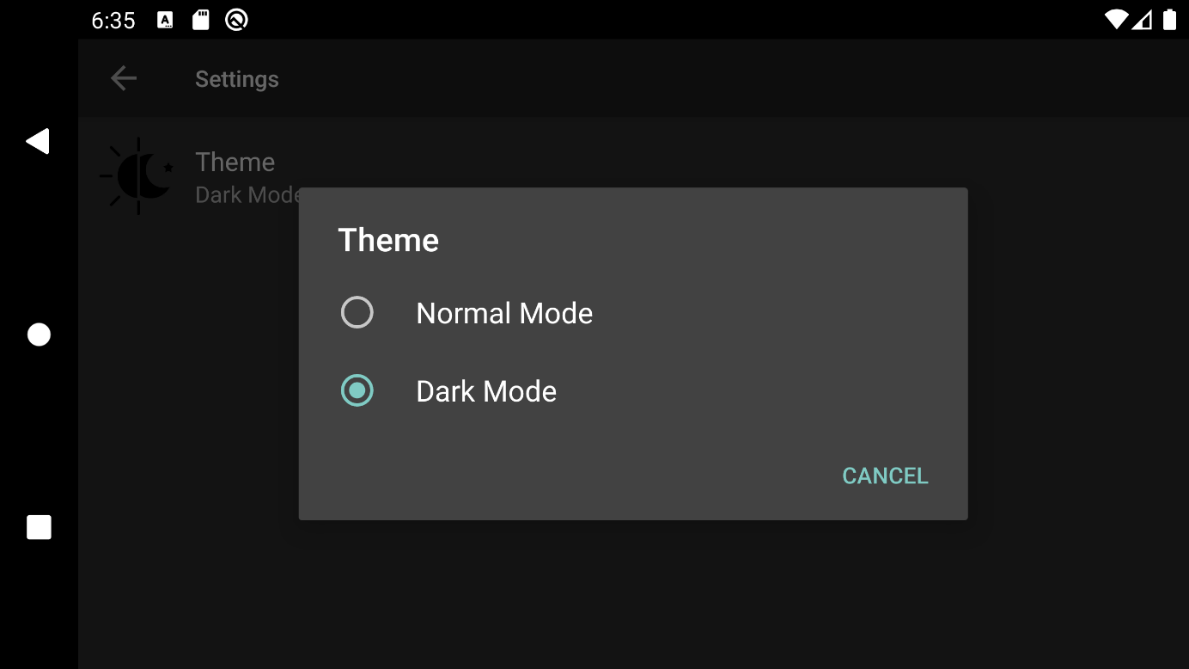 6:35
Settings
Theme
Dark Mode
Theme
Normal Mode
Dark Mode
CANCEL